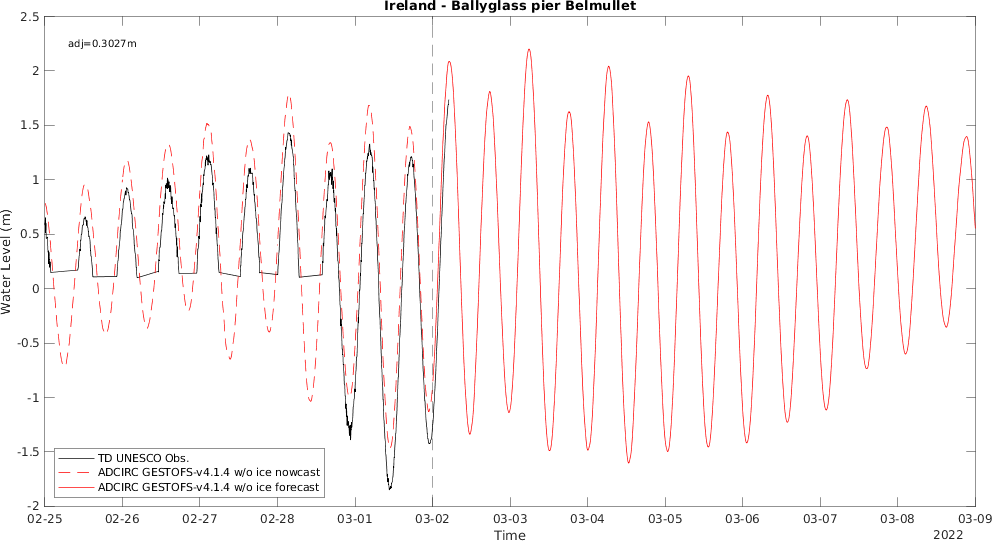 Ireland - Ballyglass pier Belmullet
adj=0.3027m
2.5
2
1.5
1
0.5
0
-0.5
-1
-1.5
-2
Water Level (m)
TD UNESCO Obs.
ADCIRC GESTOFS-v4.1.4 w/o ice nowcast
ADCIRC GESTOFS-v4.1.4 w/o ice forecast
02-25 02-26 02-27 02-28 03-01 03-02 03-03 03-04 03-05 03-06 03-07 03-08 03-09
Time
2022